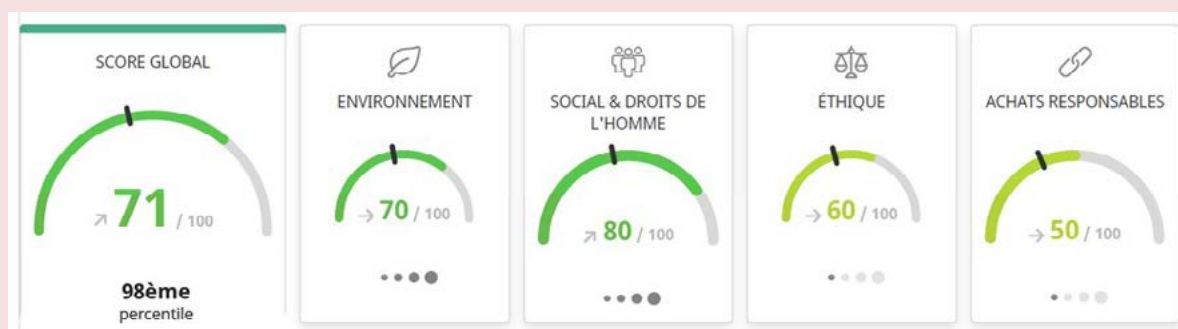 SCORE GLOBAL
71 / 100
98ème
percentile
ENVIRONNEMENT
70 / 100
SOCIAL & DROITS DE
L'HOMME
80 / 100
ÉTHIQUE
60 / 100
ACHATS RESPONSABLES
50 / 100